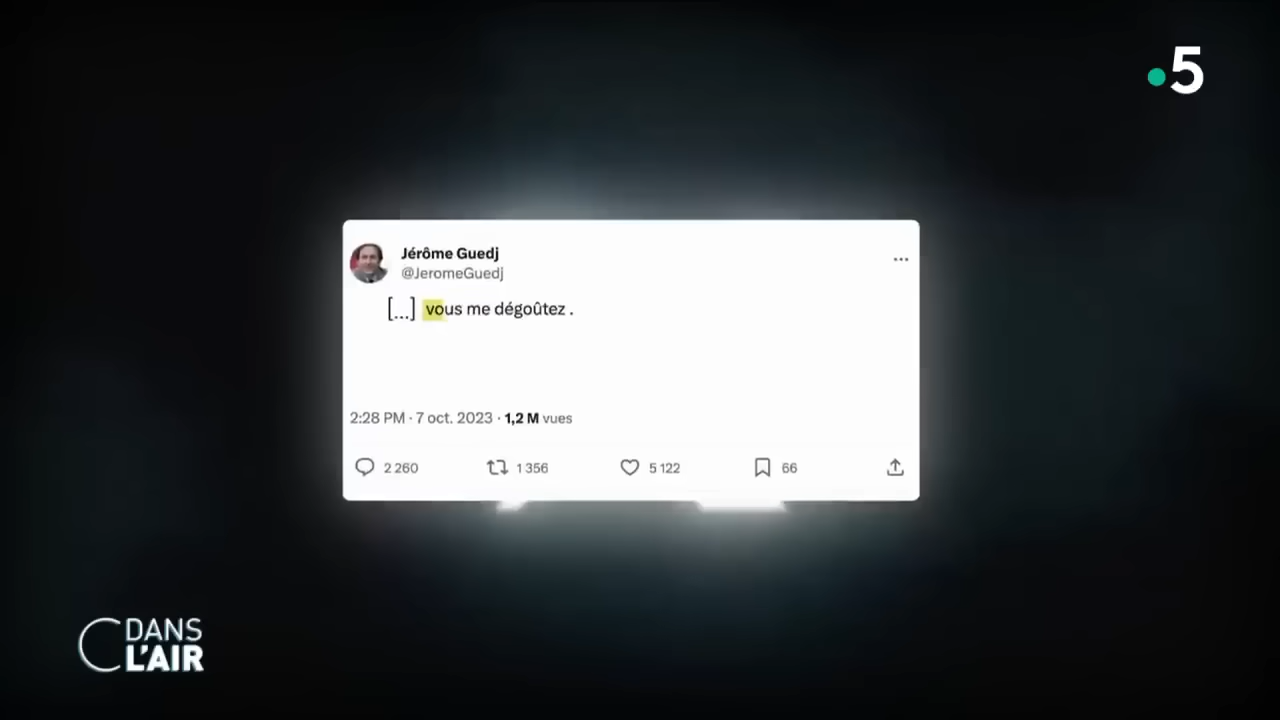 5
Jérôme Guedj
@JeromeGuedj
[...] vous me dégoûtez .
2:28 PM · 7 oct. 2023 · 1,2 M vues
2 260 1 356 5 122 66
C DANS
L'AIR